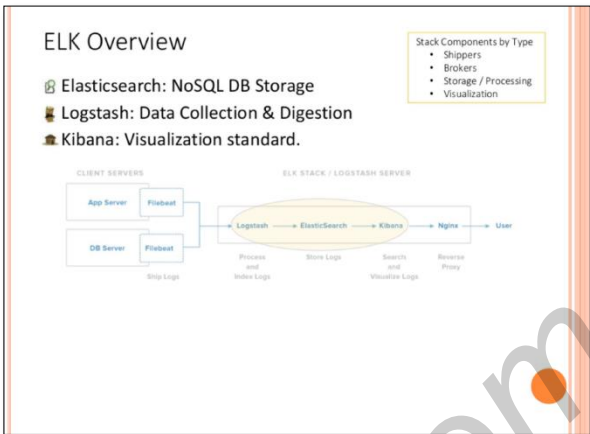 ELK Overview
Stack Components by Type
• Shippers
• Brokers
• Storage / Processing
• Visualization
Elasticsearch: NoSQL DB Storage
Logstash: Data Collection & Digestion
Kibana: Visualization standard.
CLIENT SERVERS
ELK STACK / LOGSTASH SERVER
App Server Filebeat
Logstash ElasticSearch Kibana Nginx User
DB Server Filebeat
Ship Logs
Process and Index Logs
Store Logs
Search and Visualize Logs
Reverse Proxy
om